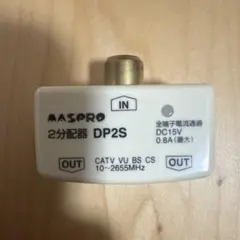 IN
MASPRO
2分配器 DP2S
全端子電流通過
DC15V
0.8A(最大)
OUT
CATV VU BS CS
10~2655MHz
OUT